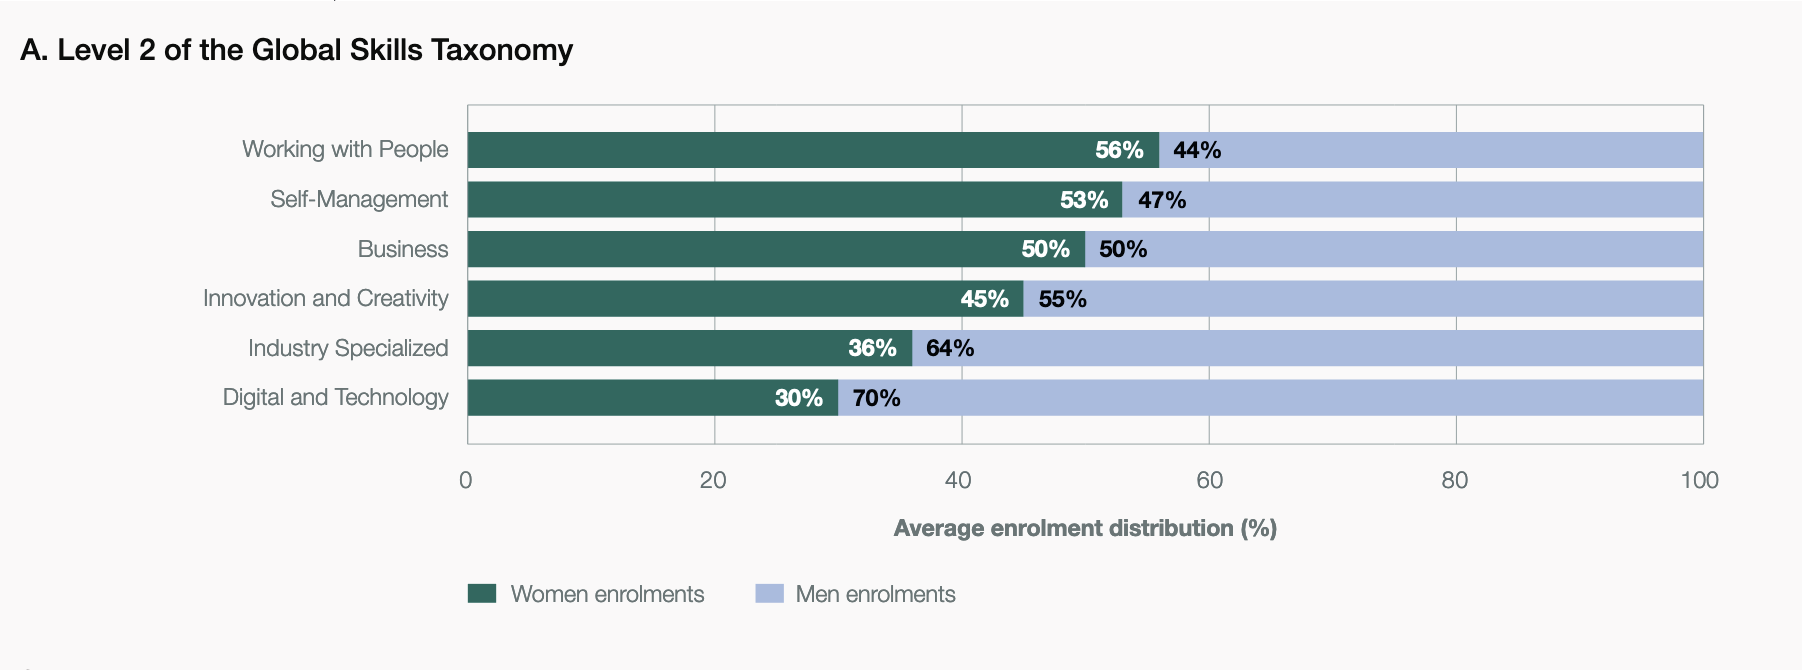 A. Level 2 of the Global Skills Taxonomy
Working with People 56% 44%
Self-Management 53% 47%
Business 50% 50%
Innovation and Creativity 45% 55%
Industry Specialized 36% 64%
Digital and Technology 30% 70%
0 20 40 60 80 100
Average enrolment distribution (%)
Women enrolments Men enrolments